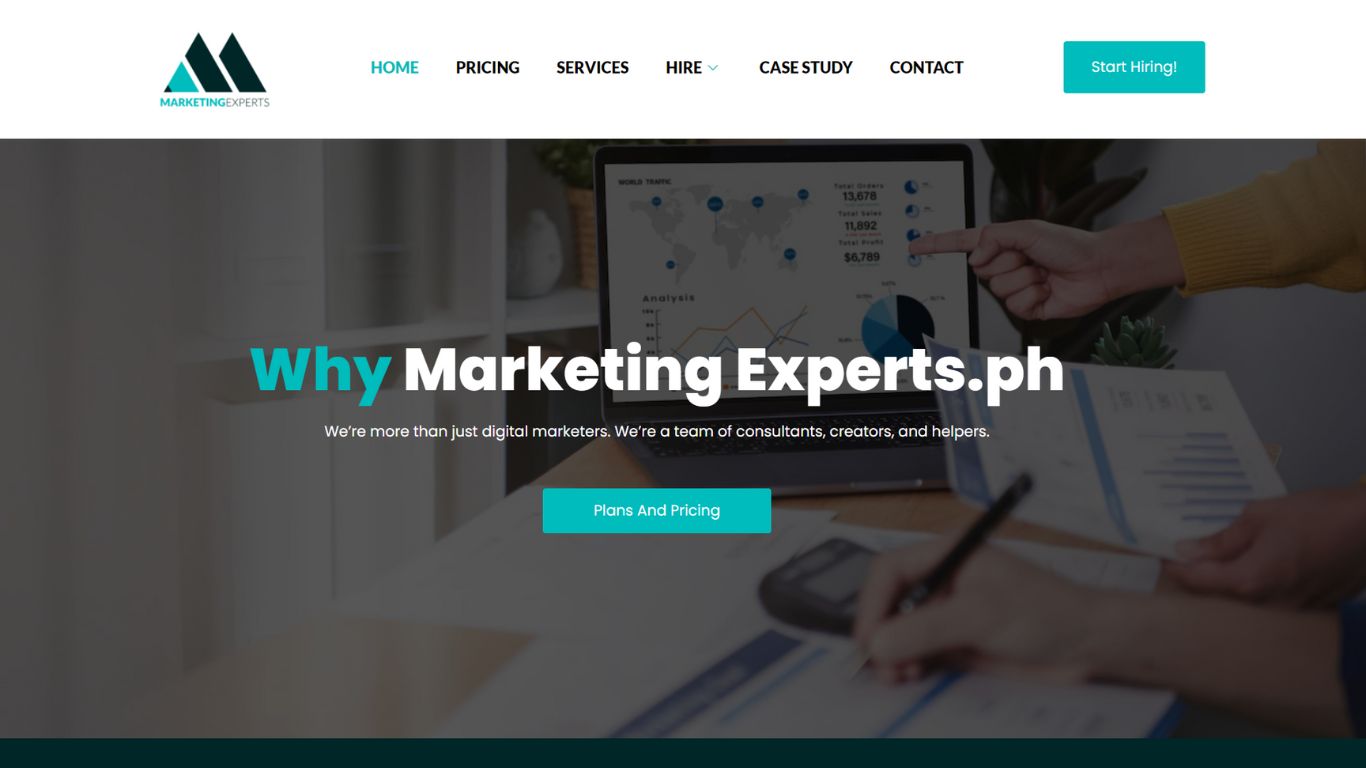 MARKETINGEXPERTS
HOME PRICING SERVICES HIRE CASE STUDY CONTACT
Start Hiring!
WORLD TRAFFIC
Total Orders
13,678
Total Sales
11,892
Total Profit
$6,789
Analysis
Why Marketing Experts.ph
We’re more than just digital marketers. We’re a team of consultants, creators, and helpers.
Plans And Pricing